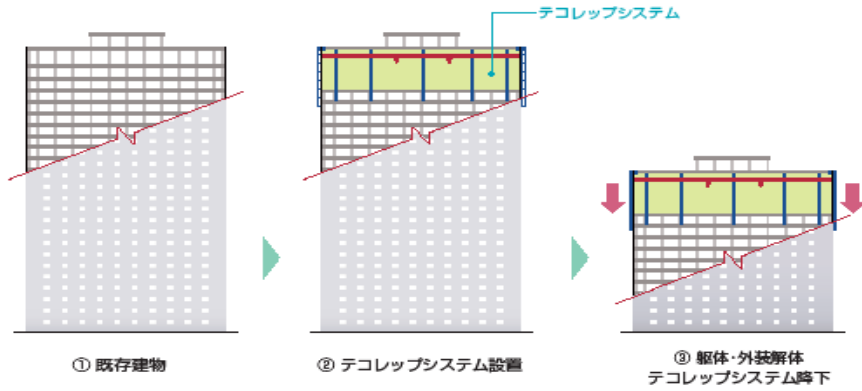 テコレップシステム
① 既存建物
② テコレップシステム設置
③ 躯体･外装解体
テコレップシステム降下